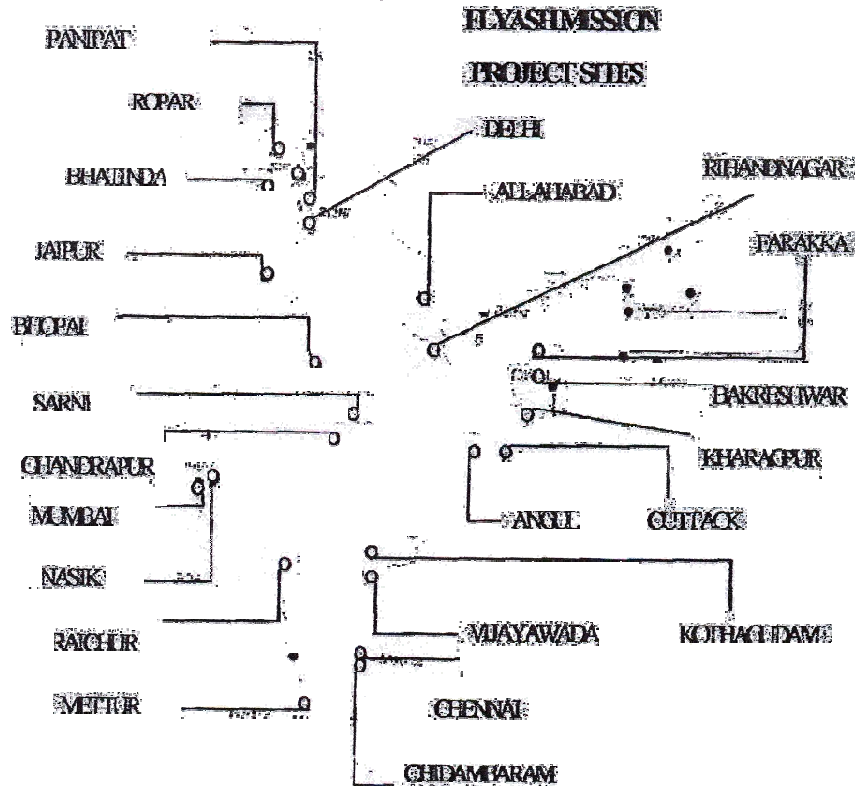 FLYASH MISSION
PROJECT SITES
PANIPAT
ROPAR
DELHI
BHATINDA
RIHANDNAGAR
ALLAHABAD
JAIPUR
FARAKKA
BHOPAL
SARNI
BAKRESHWAR
CHANDRAPUR
KHARAGPUR
MUMBAI
ANGUL
CUTTACK
NASIK
RAICHUR
VIJAYAWADA
KOTHAGUDAM
METTUR
CHENNAI
CHIDAMBARAM